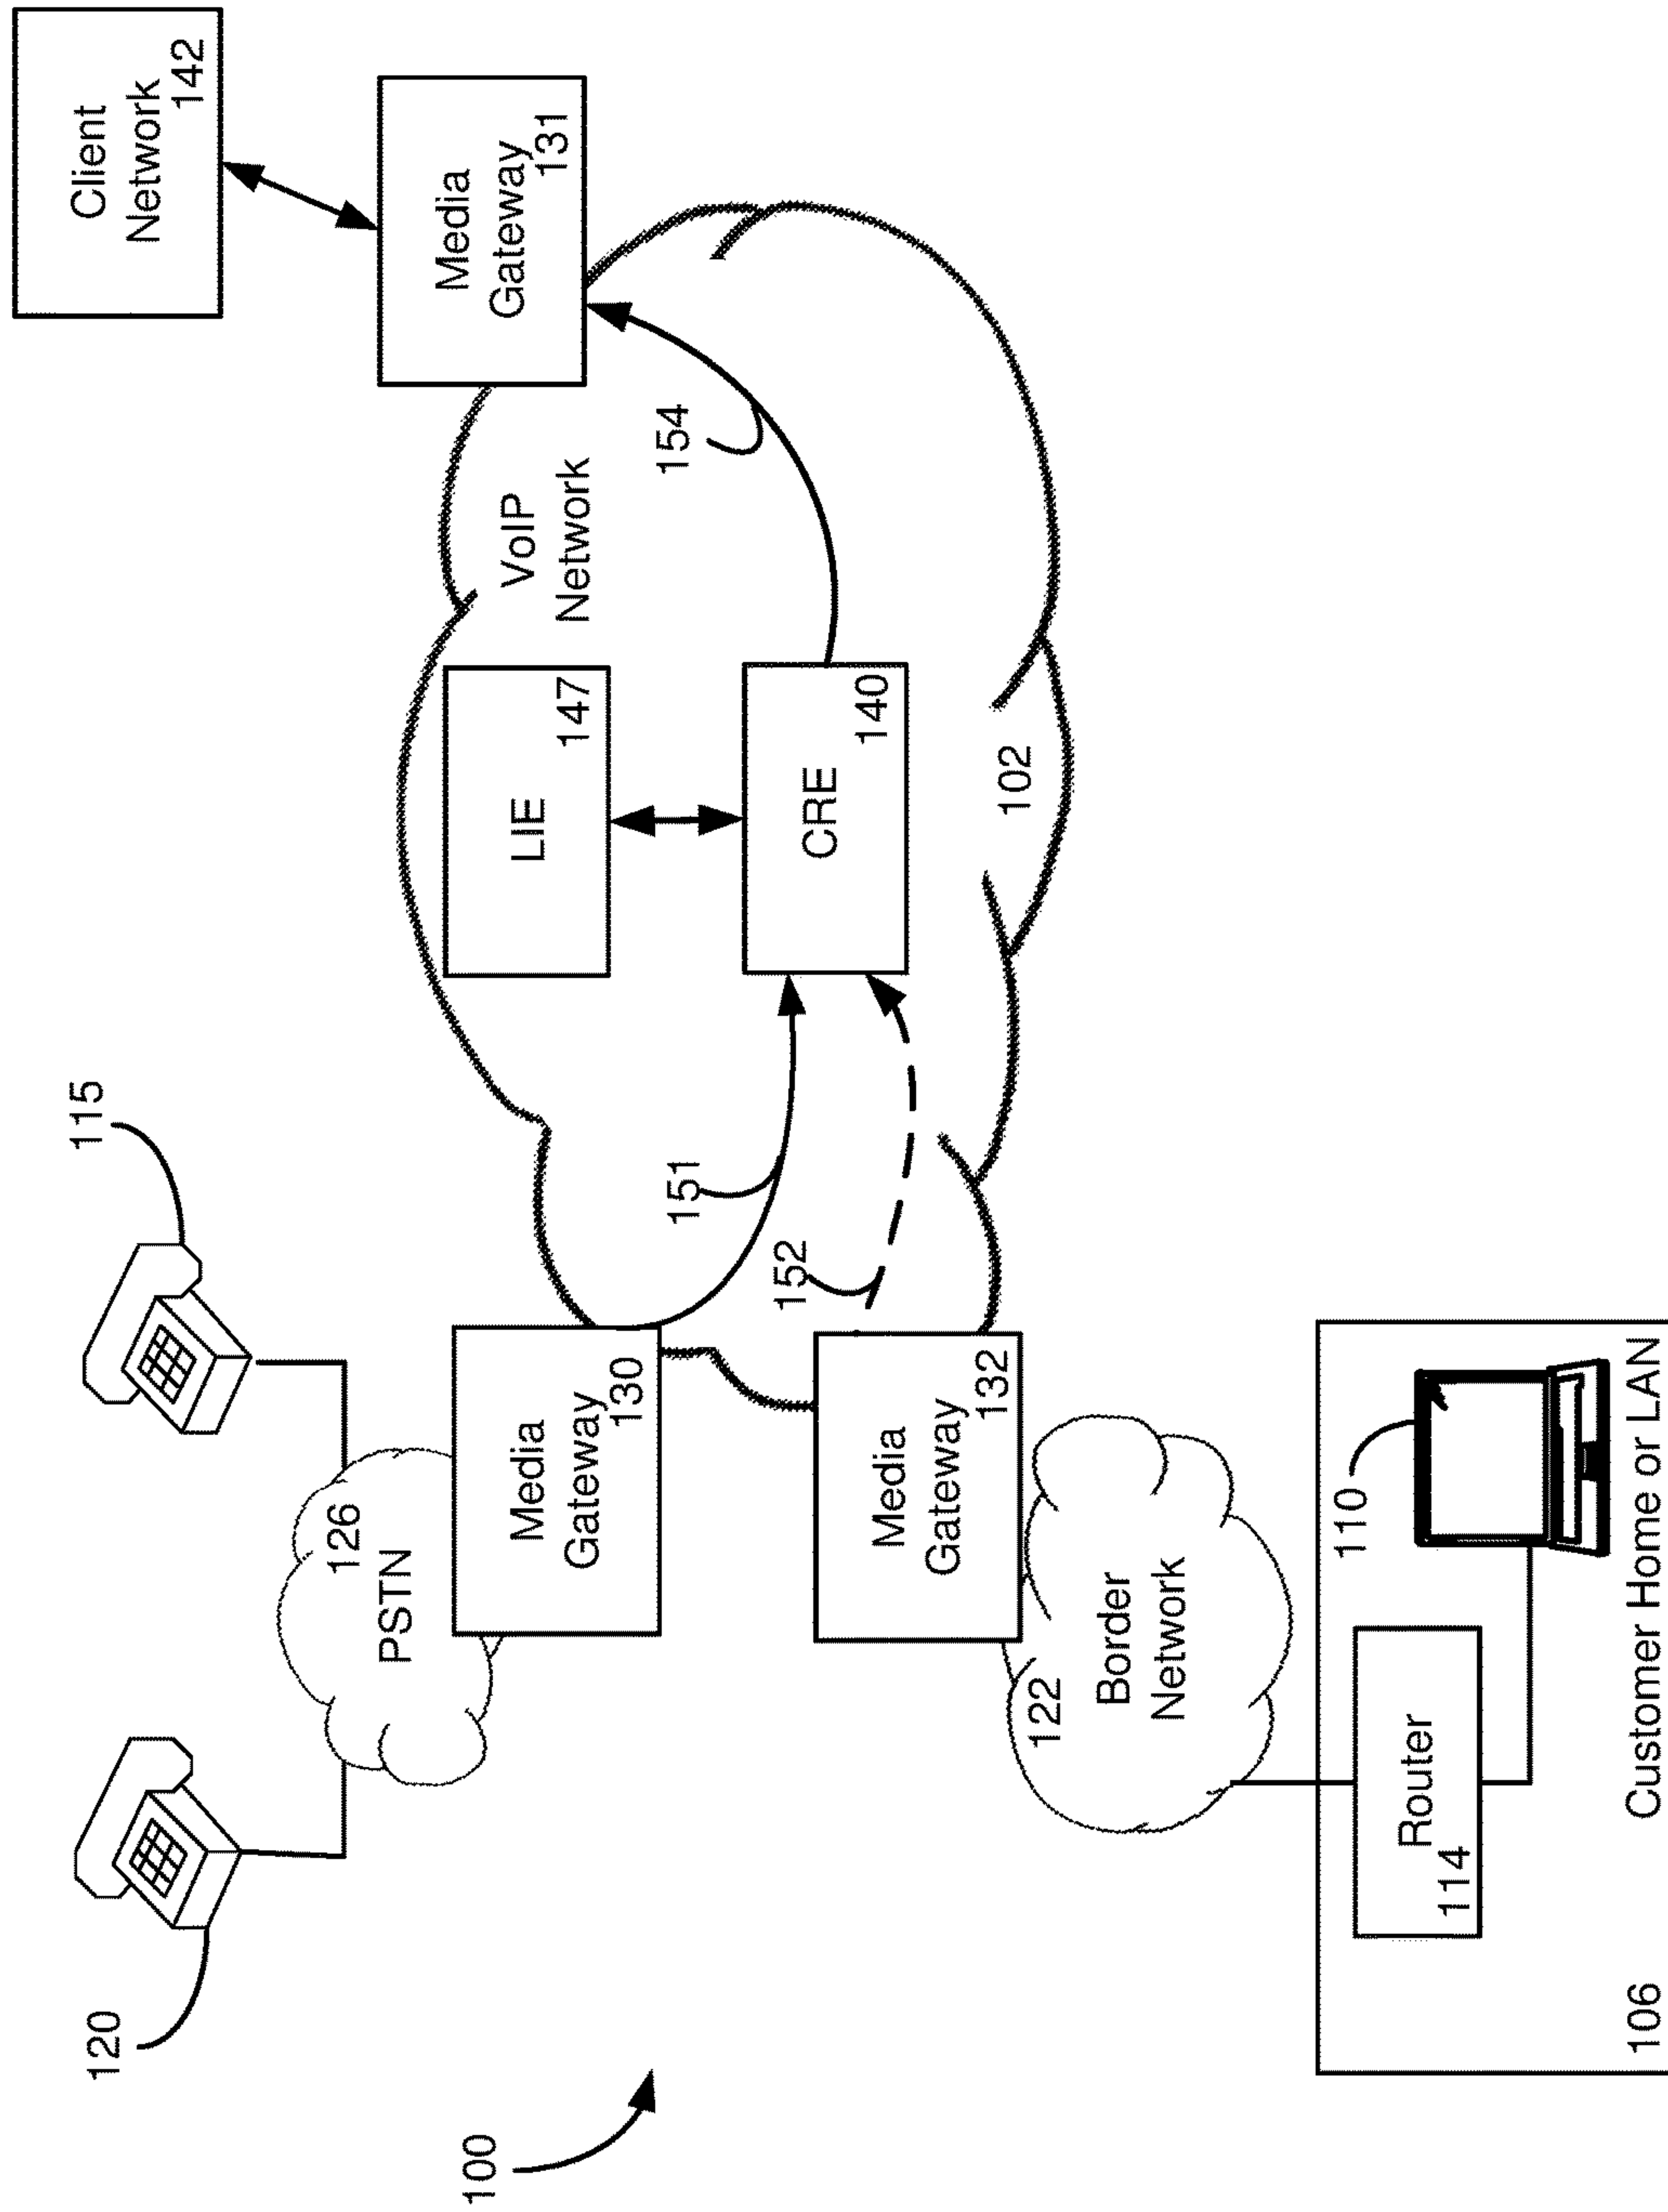 120
115
Client
Network
142
126
PSTN
Media
Gateway
130
Media
Gateway
131
VoIP
Network
LIE
147
100
151
154
152
CRE
140
Media
Gateway
132
102
122
Border
Network
110
Router
114
106
Customer Home or LAN